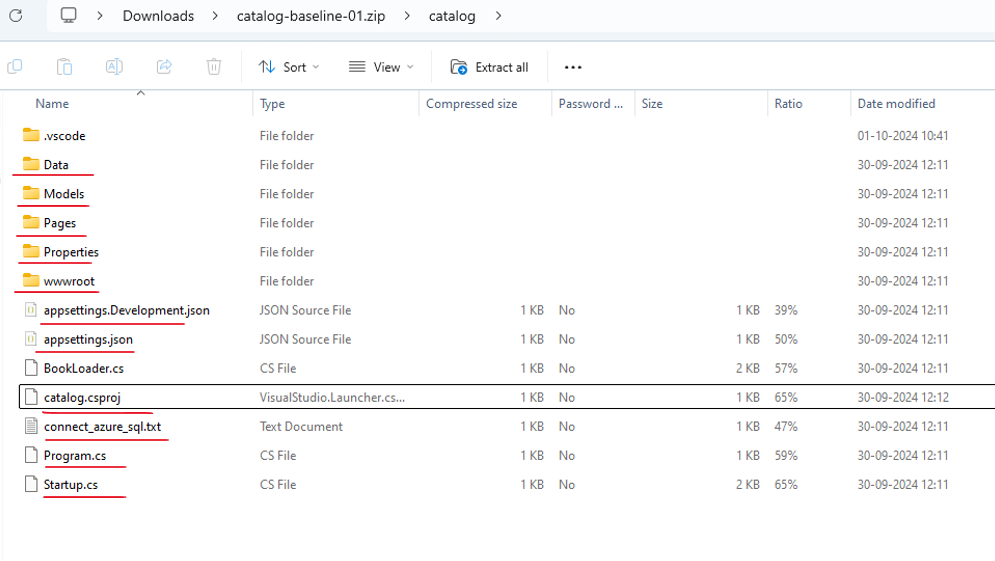 Downloads > catalog-baseline-01.zip > catalog >
Sort View Extract all ...
Name Type Compressed size Password ... Size Ratio Date modified
.vscode File folder 01-10-2024 10:41
Data File folder 30-09-2024 12:11
Models File folder 30-09-2024 12:11
Pages File folder 30-09-2024 12:11
Properties File folder 30-09-2024 12:11
wwwroot File folder 30-09-2024 12:11
appsettings.Development.json JSON Source File 1 KB No 1 KB 39% 30-09-2024 12:11
appsettings.json JSON Source File 1 KB No 1 KB 50% 30-09-2024 12:11
BookLoader.cs CS File 1 KB No 2 KB 57% 30-09-2024 12:11
catalog.csproj VisualStudio.Launcher.cs... 1 KB No 1 KB 65% 30-09-2024 12:12
connect_azure_sql.txt Text Document 1 KB No 1 KB 47% 30-09-2024 12:11
Program.cs CS File 1 KB No 1 KB 59% 30-09-2024 12:11
Startup.cs CS File 1 KB No 2 KB 65% 30-09-2024 12:11